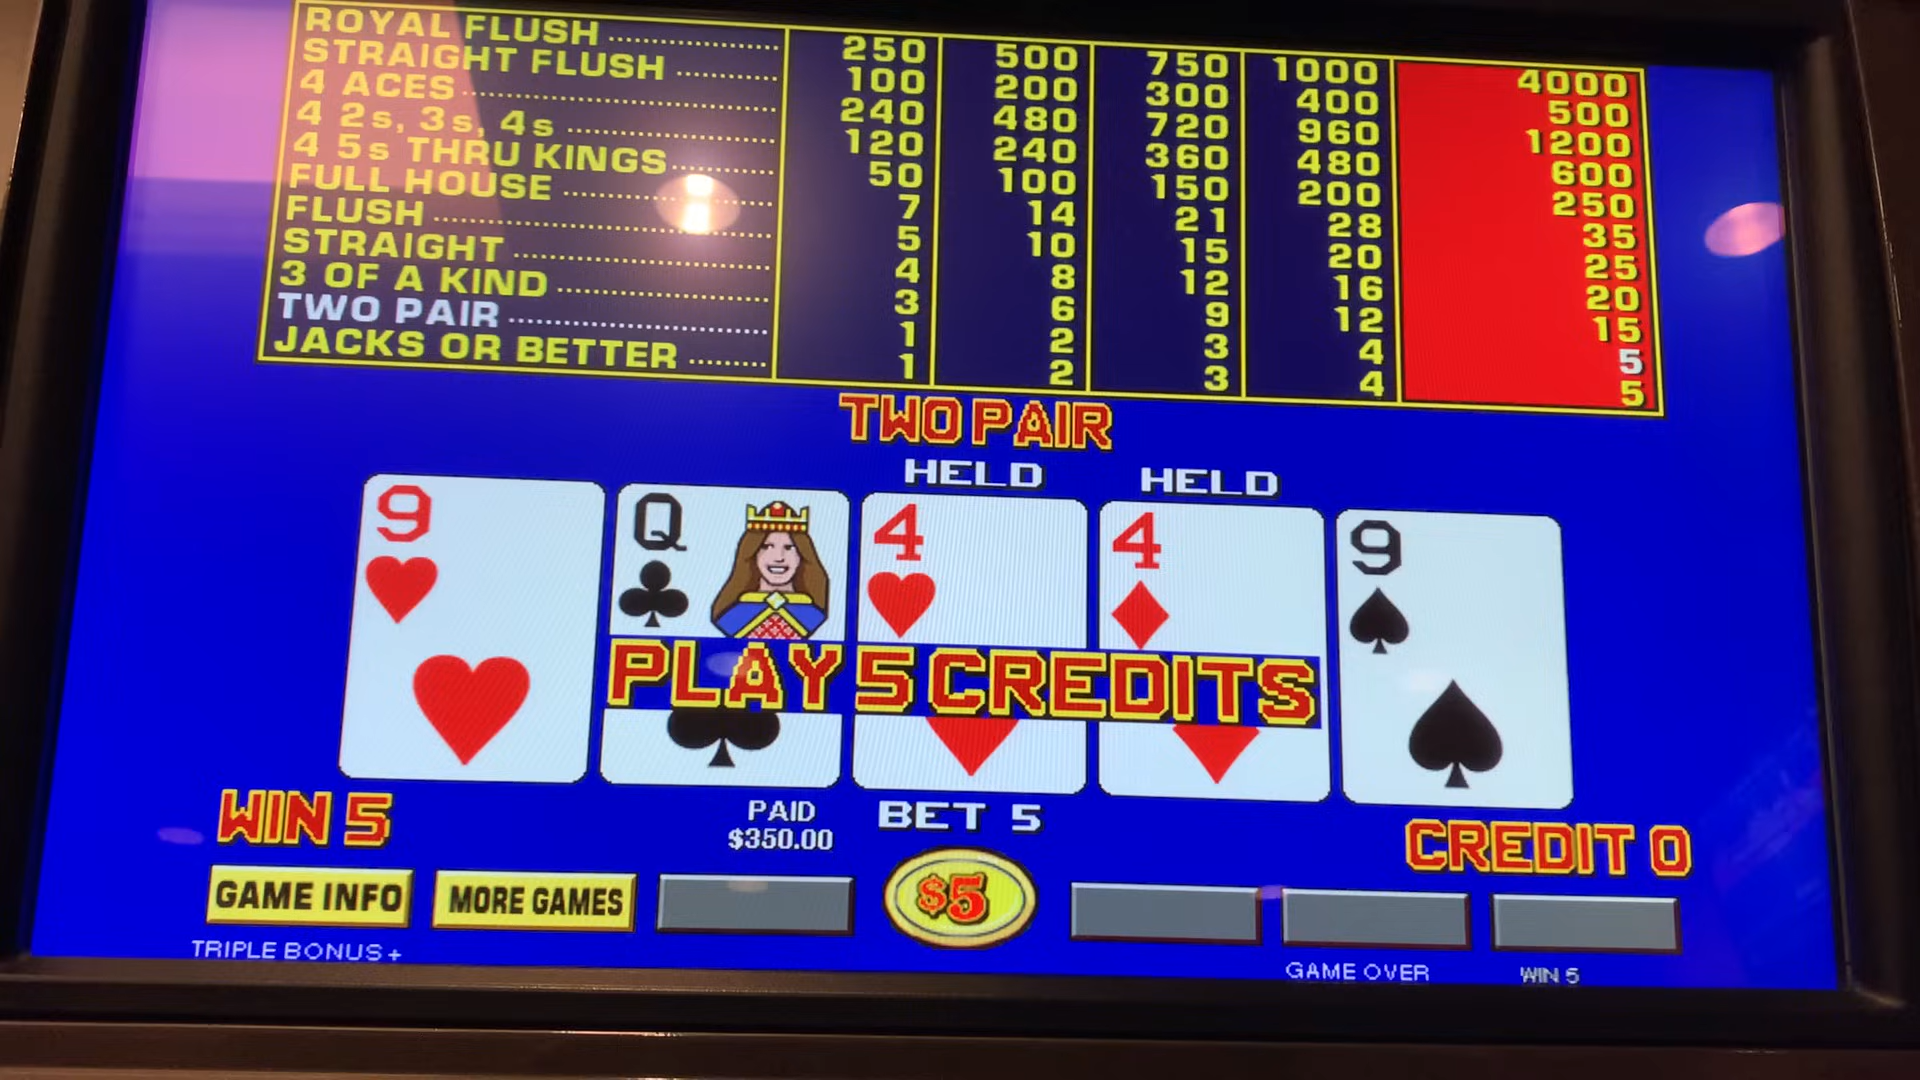 ROYAL FLUSH 250 500 750 1000 4000
STRAIGHT FLUSH 100 200 300 400 500
4 ACES 240 480 720 960 1200
4 2s, 3s, 4s 120 240 360 480 600
4 5s THRU KINGS 50 100 150 200 250
FULL HOUSE 7 14 21 28 35
FLUSH 5 10 15 20 25
STRAIGHT 4 8 12 16 20
3 OF A KIND 3 6 9 12 15
TWO PAIR 1 2 3 4 5
JACKS OR BETTER 1 2 3 4 5
TWO PAIR
HELD HELD
9 Q 4 4 9
PLAY 5 CREDITS
WIN 5
PAID
$350.00
BET 5
CREDIT 0
GAME INFO
MORE GAMES
$5
TRIPLE BONUS +
GAME OVER
WIN 5